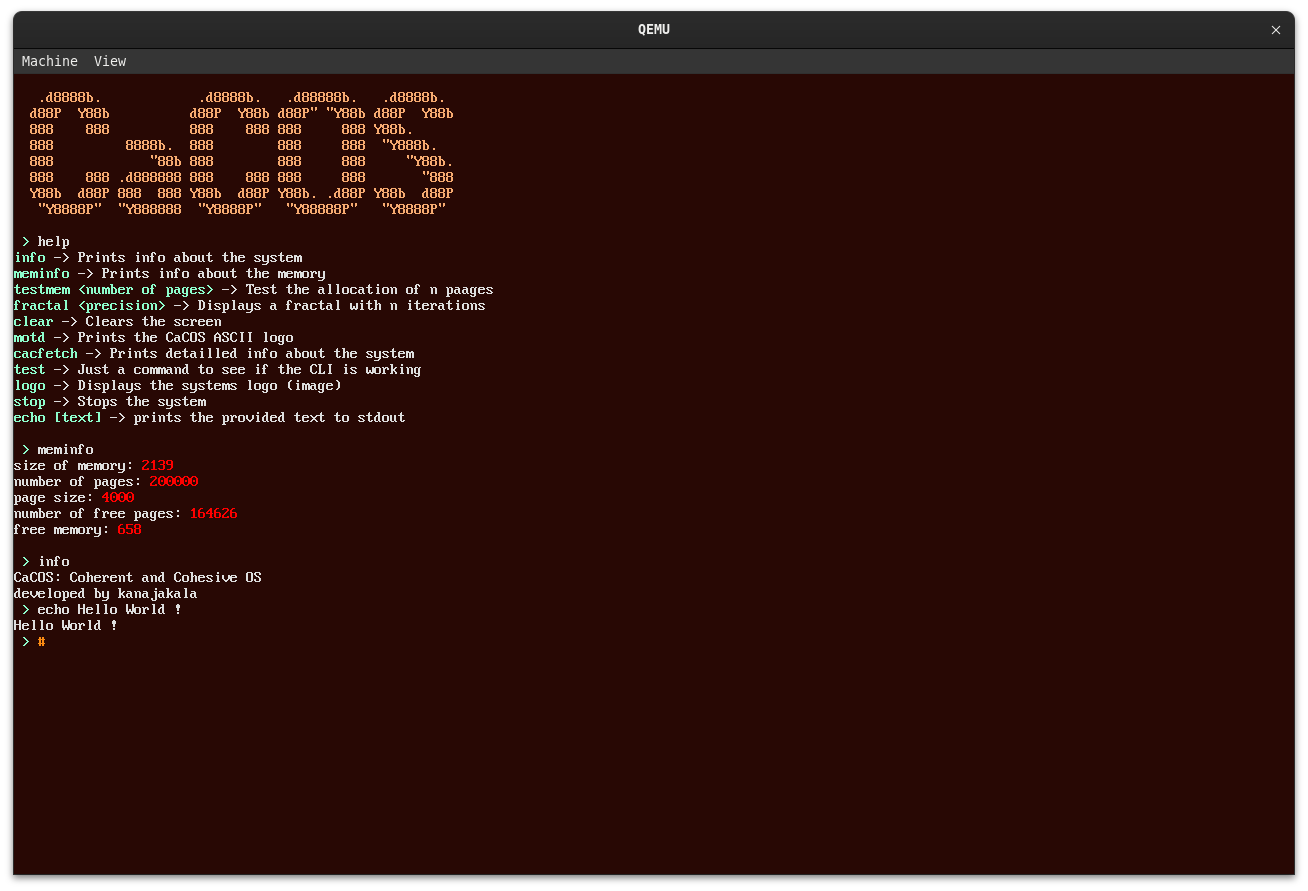 QEMU
Machine View
   .d8888b.            .d8888b.   .d88888b.   .d8888b.
  d88P  Y88b          d88P  Y88b d88P" "Y88b d88P  Y88b
  888    888          888    888 888     888 Y88b.
  888         8888b.  888        888     888  "Y888b.
  888            "88b 888        888     888     "Y88b.
  888    888 .d888888 888    888 888     888       "888
  Y88b  d88P 888  888 Y88b  d88P Y88b. .d88P Y88b  d88P
   "Y8888P"  "Y888888  "Y8888P"   "Y88888P"   "Y8888P"
> help
info -> Prints info about the system
meminfo -> Prints info about the memory
testmem <number of pages> -> Test the allocation of n paages
fractal <precision> -> Displays a fractal with n iterations
clear -> Clears the screen
motd -> Prints the CaCOS ASCII logo
cacfetch -> Prints detailled info about the system
test -> Just a command to see if the CLI is working
logo -> Displays the systems logo (image)
stop -> Stops the system
echo [text] -> prints the provided text to stdout
> meminfo
size of memory: 2139
number of pages: 200000
page size: 4000
number of free pages: 164626
free memory: 658
> info
CaCOS: Coherent and Cohesive OS
developed by kanajakala
> echo Hello World !
Hello World !
> #